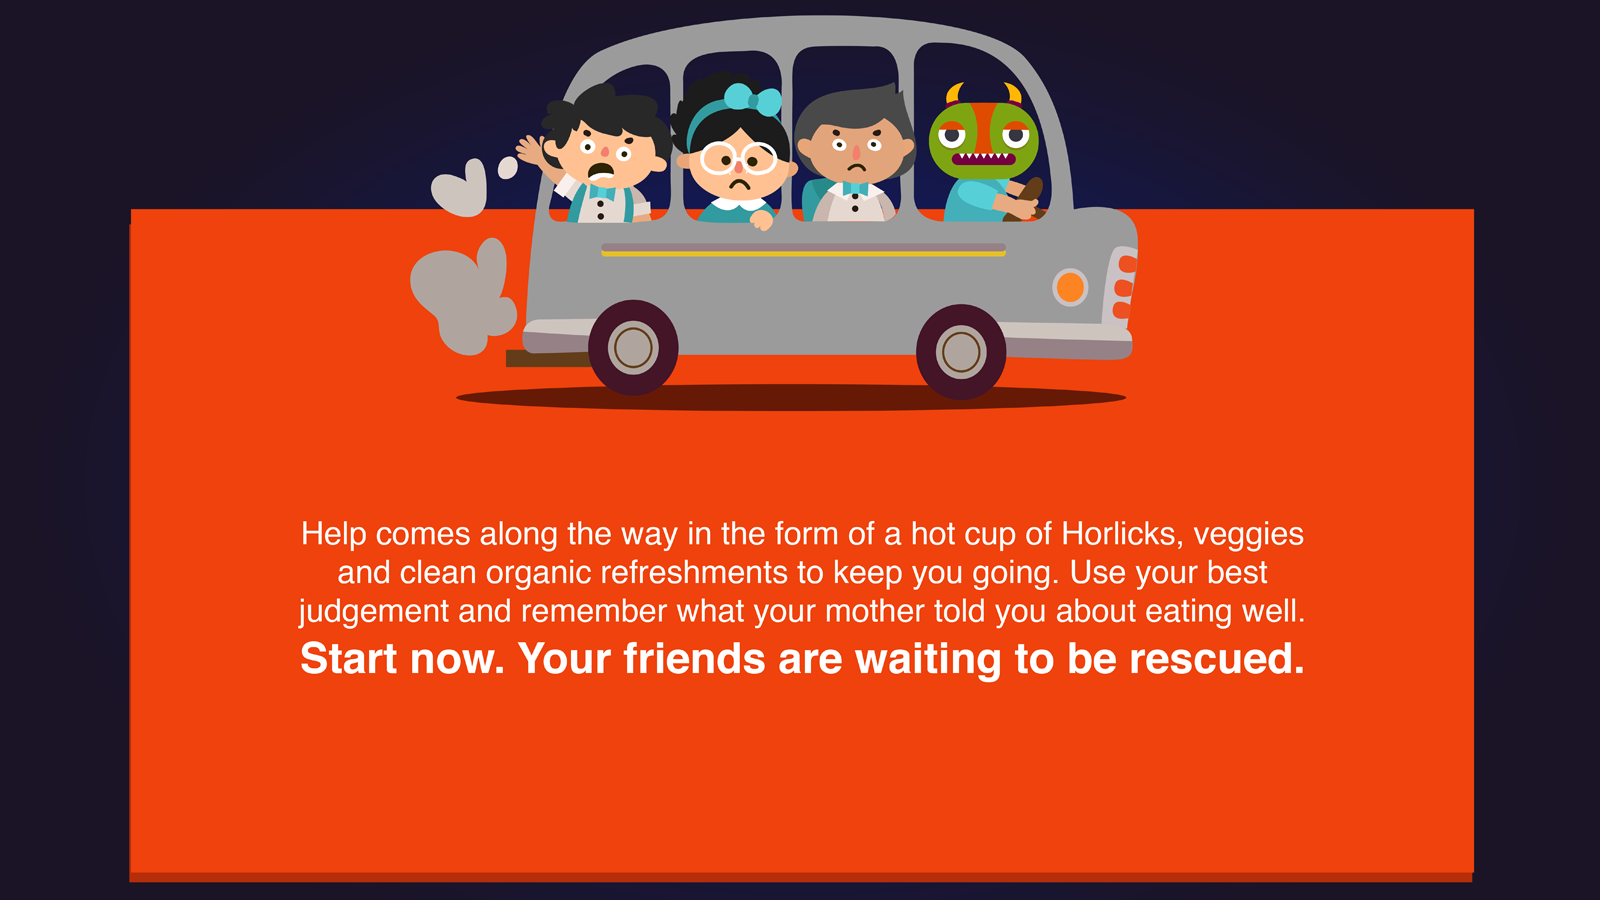 Help comes along the way in the form of a hot cup of Horlicks, veggies
and clean organic refreshments to keep you going. Use your best
judgement and remember what your mother told you about eating well.
Start now. Your friends are waiting to be rescued.